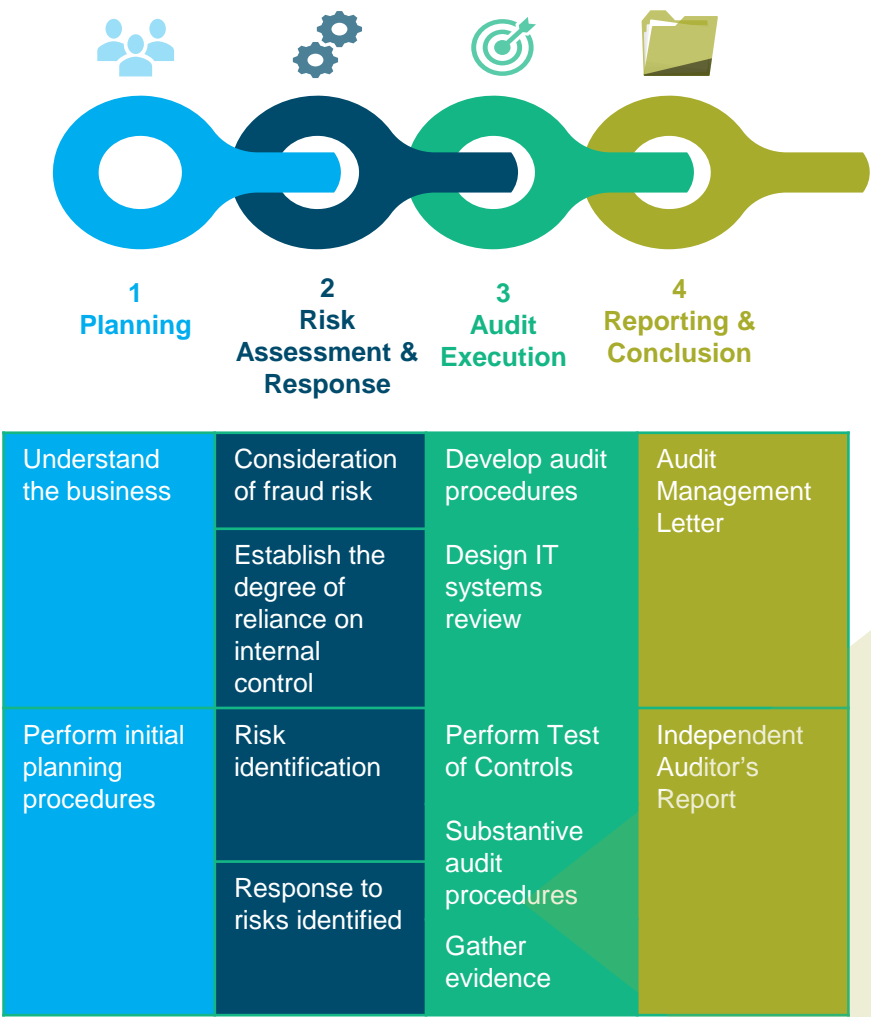 1
Planning
2
Risk
Assessment &
Response
3
Audit
Execution
4
Reporting &
Conclusion
Understand
the business
Consideration
of fraud risk
Develop audit
procedures
Audit
Management
Letter
Establish the
degree of
reliance on
internal
control
Design IT
systems
review
Perform initial
planning
procedures
Risk
identification
Perform Test
of Controls
Independent
Auditor’s
Report
Substantive
audit
procedures
Response to
risks identified
Gather
evidence